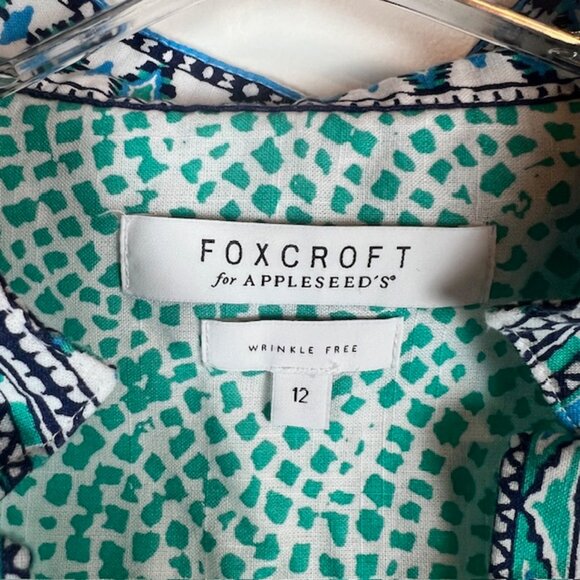 FOXCROFT
for APPLESEED'S®
WRINKLE FREE
12